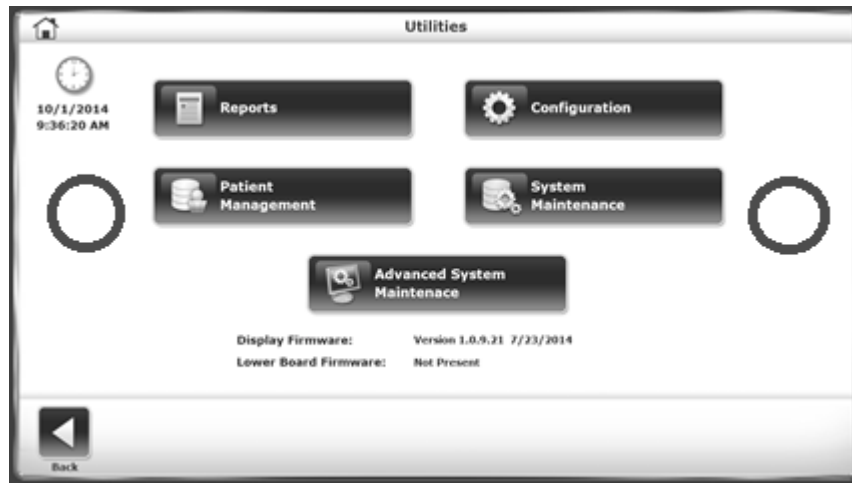 Utilities
10/1/2014
9:36:20 AM
Reports
Configuration
Patient
Management
System
Maintenance
Advanced System
Maintenace
Display Firmware: Version 1.0.9.21 7/23/2014
Lower Board Firmware: Not Present
Back